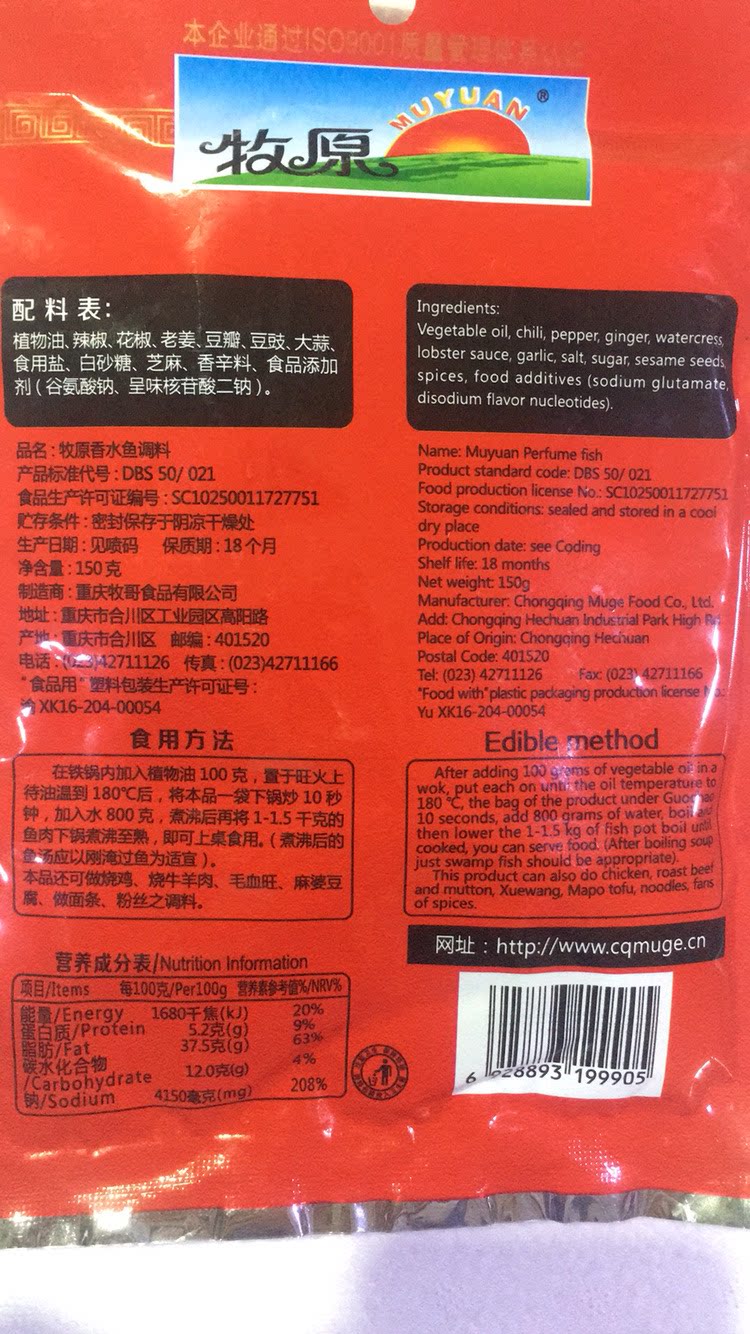 本企业通过ISO9001质量管理体系认证
MUYUAN®
牧原
配料表:
植物油、辣椒、花椒、老姜、豆瓣、豆豉、大蒜、
食用盐、白砂糖、芝麻、香辛料、食品添加
剂(谷氨酸钠、呈味核苷酸二钠)。
Ingredients:
Vegetable oil, chili, pepper, ginger, watercress,
lobster sauce, garlic, salt, sugar, sesame seeds,
spices, food additives (sodium glutamate,
disodium flavor nucleotides).
品名:牧原香水鱼调料
产品标准代号:DBS 50/ 021
食品生产许可证编号:SC10250011727751
贮存条件:密封保存于阴凉干燥处
生产日期:见喷码 保质期:18个月
净含量:150克
制造商:重庆牧哥食品有限公司
地址:重庆市合川区工业园区高阳路
产地:重庆市合川区 邮编:401520
电话:(023)42711126 传真:(023)42711166
"食品用"塑料包装生产许可证号:
渝XK16-204-00054
Name: Muyuan Perfume fish
Product standard code: DBS 50/ 021
Food production license No.: SC10250011727751
Storage conditions: sealed and stored in a cool
dry place
Production date: see Coding
Shelf life: 18 months
Net weight: 150g
Manufacturer: Chongqing Muge Food Co., Ltd.
Add: Chongqing Hechuan Industrial Park High Rd.
Place of Origin: Chongqing Hechuan
Postal Code: 401520
Tel: (023) 42711126 Fax: (023) 42711166
"Food with"plastic packaging production license No.:
Yu XK16-204-00054
食用方法
在铁锅内加入植物油100克,置于旺火上
待油温到180℃后,将本品一袋下锅炒10秒
钟,加入水800克,煮沸后再将1-1.5千克的
鱼肉下锅煮沸至熟,即可上桌食用。(煮沸后的
鱼汤应以刚淹过鱼为适宜)。
本品还可做烧鸡、烧牛羊肉、毛血旺、麻婆豆
腐、做面条、粉丝之调料。
Edible method
After adding 100 grams of vegetable oil in a
wok, put each on until the oil temperature to
180 ℃, the bag of the product under Guochao
10 seconds, add 800 grams of water, boil and
then lower the 1-1.5 kg of fish pot boil until
cooked, you can serve food. (After boiling soup
just swamp fish should be appropriate).
This product can also do chicken, roast beef
and mutton, Xuewang, Mapo tofu, noodles, fans
of spices.
网址:http://www.cqmuge.cn
营养成分表/Nutrition Information
项目/Items 每100克/Per100g 营养素参考值%/NRV%
能量/Energy 1680千焦(kJ) 20%
蛋白质/Protein 5.2克(g) 9%
脂肪/Fat 37.5克(g) 63%
碳水化合物
/Carbohydrate 12.0克(g) 4%
钠/Sodium 4150毫克(mg) 208%
6 928893 199905